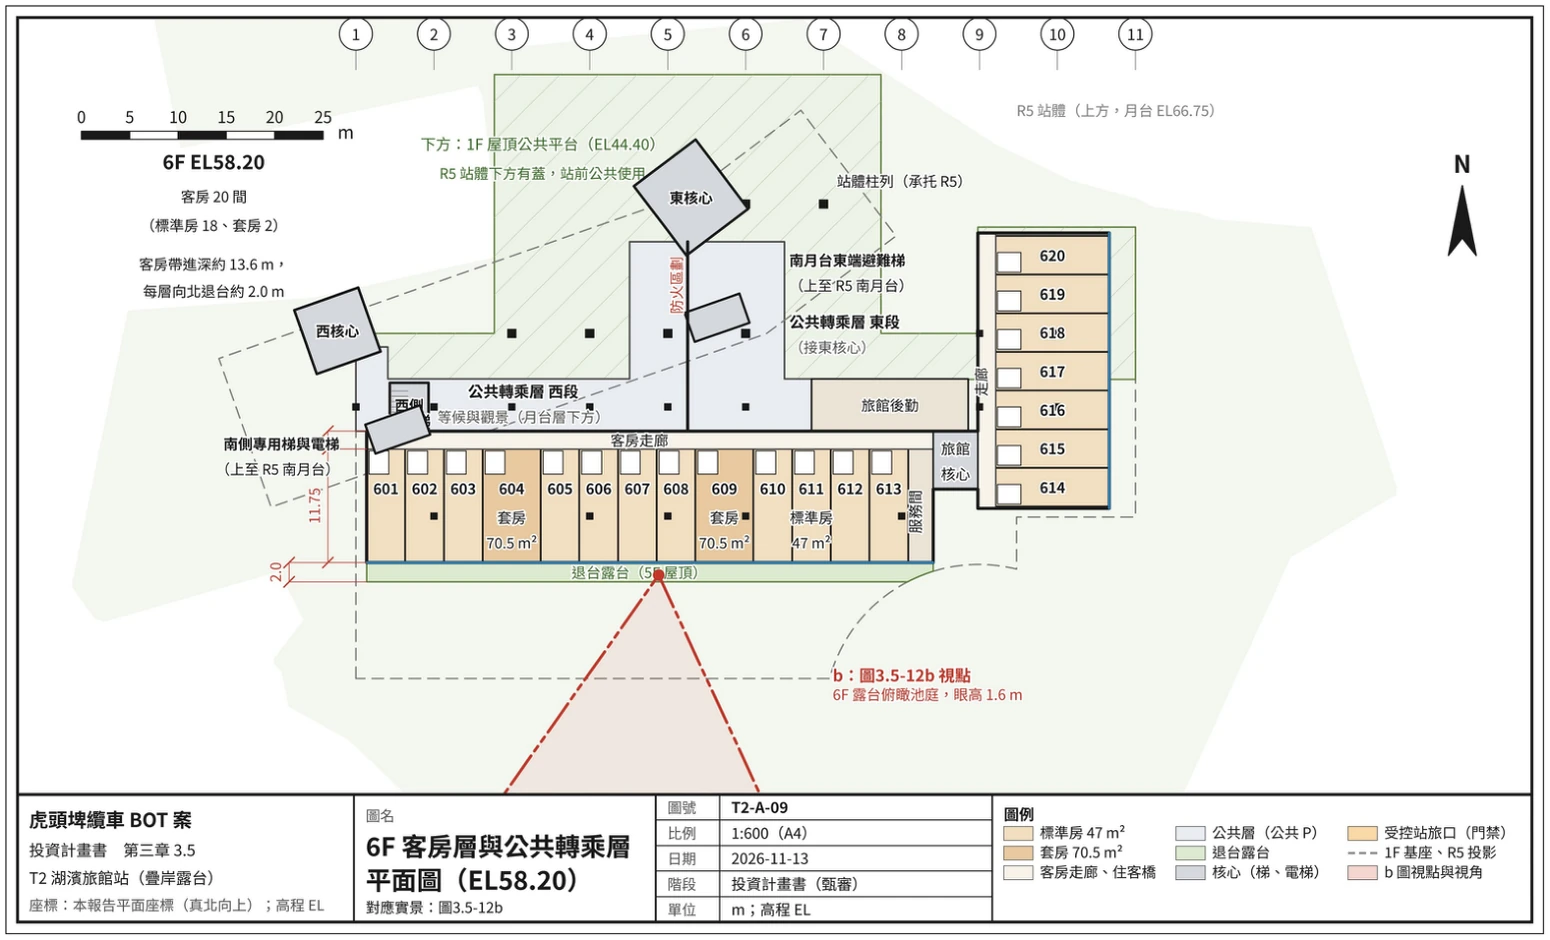 1 2 3 4 5 6 7 8 9 10 11
0 5 10 15 20 25 m
6F EL58.20
客房 20 間
（標準房 18、套房 2）
客房帶進深約 13.6 m，
每層向北退台約 2.0 m
下方：1F 屋頂公共平台（EL44.40）
R5 站體下方有蓋，站前公共使用
R5 站體（上方，月台 EL66.75）
N
站體柱列（承托 R5）
東核心
西核心
防火區劃
南月台東端避難梯
（上至 R5 南月台）
公共轉乘層 東段
（接東核心）
公共轉乘層 西段
等候與觀景（月台層下方）
西側
旅館後勤
走廊
南側專用梯與電梯
（上至 R5 南月台）
客房走廊
旅館
核心
620
619
618
617
616
615
614
601 602 603 604 605 606 607 608 609 610 611 612 613
套房
70.5 m²
套房
70.5 m²
標準房
47 m²
服務間
11.75
2.0
退台露台（5F 屋頂）
b：圖3.5-12b 視點
6F 露台俯瞰池庭，眼高 1.6 m
虎頭埤纜車 BOT 案
投資計畫書　第三章 3.5
T2 湖濱旅館站（疊岸露台）
座標：本報告平面座標（真北向上）；高程 EL
圖名
6F 客房層與公共轉乘層
平面圖（EL58.20）
對應實景：圖3.5-12b
圖號 T2-A-09
比例 1:600（A4）
日期 2026-11-13
階段 投資計畫書（甄審）
單位 m；高程 EL
圖例
標準房 47 m²
套房 70.5 m²
客房走廊、住客橋
公共層（公共 P）
退台露台
核心（梯、電梯）
受控站旅口（門禁）
1F 基座、R5 投影
b 圖視點與視角